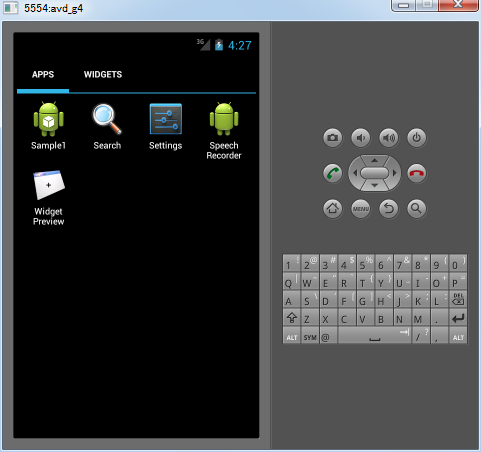 5554:avd_g4
3G 4:27
APPS WIDGETS
Sample1 Search Settings Speech Recorder
Widget Preview
MENU
1 ! 2 @ 3 # 4 $ 5 % 6 ^ 7 & 8 * 9 ( 0 )
Q | W ~ E " R ` T { Y } U _ I - O + P =
A S \ D ' F [ G ] H < J > K ; L : DEL
Z X C V B N M .
ALT SYM @ / ? , ALT